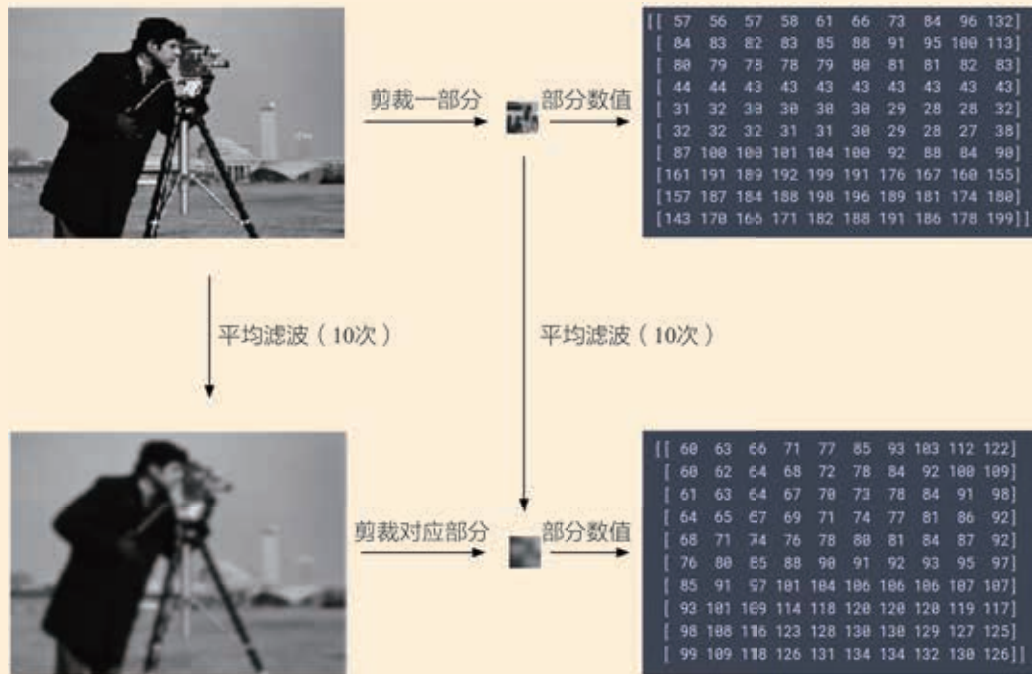 [[ 57 56 57 58 61 66 73 84 96 132]
[ 84 83 82 83 85 88 91 95 100 113]
[ 80 79 78 78 79 80 81 81 82 83]
[ 44 44 43 43 43 43 43 43 43 43]
[ 31 32 30 30 30 30 29 28 28 32]
[ 32 32 32 31 31 30 29 28 27 38]
[ 87 100 100 101 104 100 92 88 84 90]
[161 191 189 192 199 191 176 167 160 155]
[157 187 184 188 198 196 189 181 174 180]
[143 170 166 171 182 188 191 186 178 199]]
剪裁一部分
部分数值
平均滤波（10次）
平均滤波（10次）
剪裁对应部分
部分数值
[[ 60 63 66 71 77 85 93 103 112 122]
[ 60 62 64 68 72 78 84 92 100 109]
[ 61 63 64 67 70 73 78 84 91 98]
[ 64 65 67 69 71 74 77 81 86 92]
[ 68 71 74 76 78 80 81 84 87 92]
[ 76 80 85 88 90 91 92 93 95 97]
[ 85 91 97 101 104 106 106 106 107 107]
[ 93 101 109 114 118 120 120 120 119 117]
[ 98 108 116 123 128 130 130 129 127 125]
[ 99 109 118 126 131 134 134 132 130 126]]